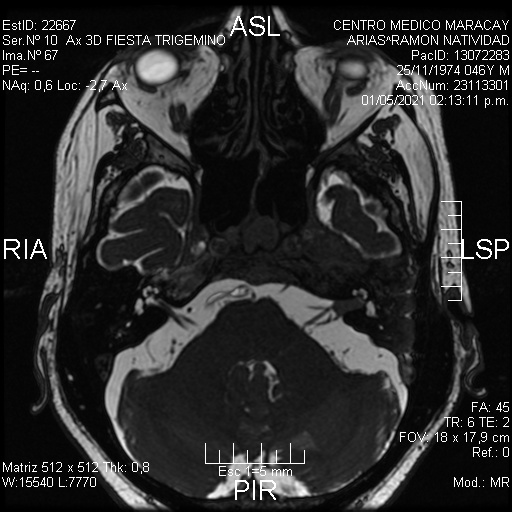 EstID: 22667
Ser.Nº 10 Ax 3D FIESTA TRIGEMINO
Ima.Nº 67
PE= --
NAq: 0,6 Loc: -2,7 Ax
ASL
CENTRO MEDICO MARACAY
ARIAS^RAMON NATIVIDAD
PacID: 13072283
25/11/1974 046Y M
AccNum: 23113301
01/05/2021 02:13:11 p.m.
RIA
LSP
FA: 45
TR: 6 TE: 2
FOV: 18 x 17,9 cm
Ref.: 0
Matriz 512 x 512 Thk: 0,8
W:15540 L:7770
Esc 1=5 mm
PIR
Mod.: MR